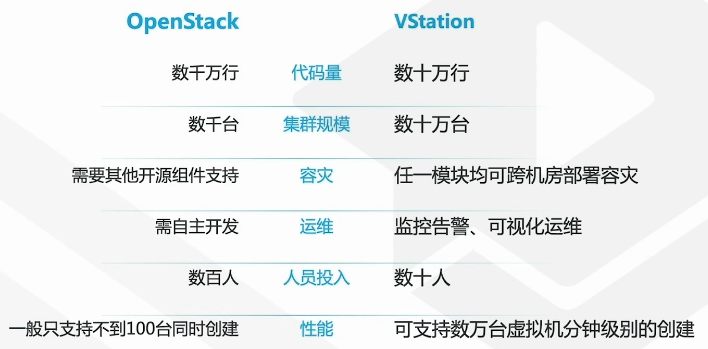 OpenStack VStation
数千万行 代码量 数十万行
数千台 集群规模 数十万台
需要其他开源组件支持 容灾 任一模块均可跨机房部署容灾
需自主开发 运维 监控告警、可视化运维
数百人 人员投入 数十人
一般只支持不到100台同时创建 性能 可支持数万台虚拟机分钟级别的创建